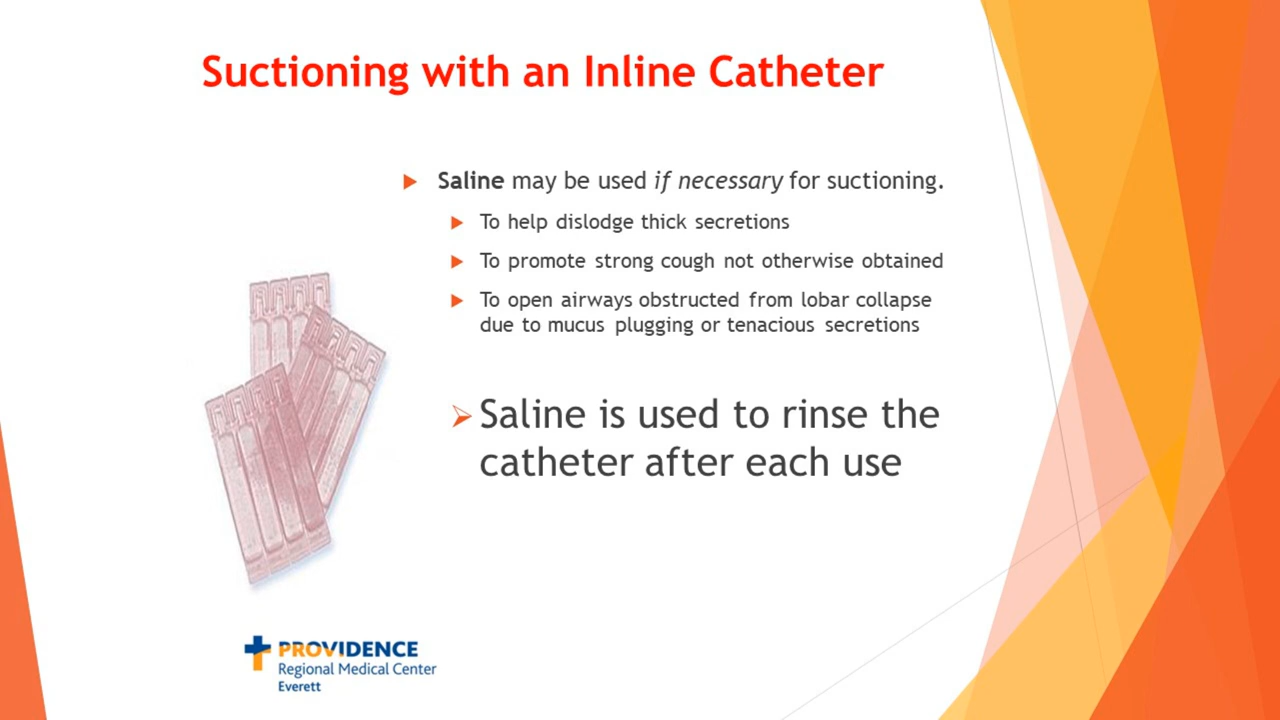 Suctioning with an Inline Catheter
Saline may be used if necessary for suctioning.
To help dislodge thick secretions
To promote strong cough not otherwise obtained
To open airways obstructed from lobar collapse
due to mucus plugging or tenacious secretions
Saline is used to rinse the
catheter after each use
PROVIDENCE
Regional Medical Center
Everett